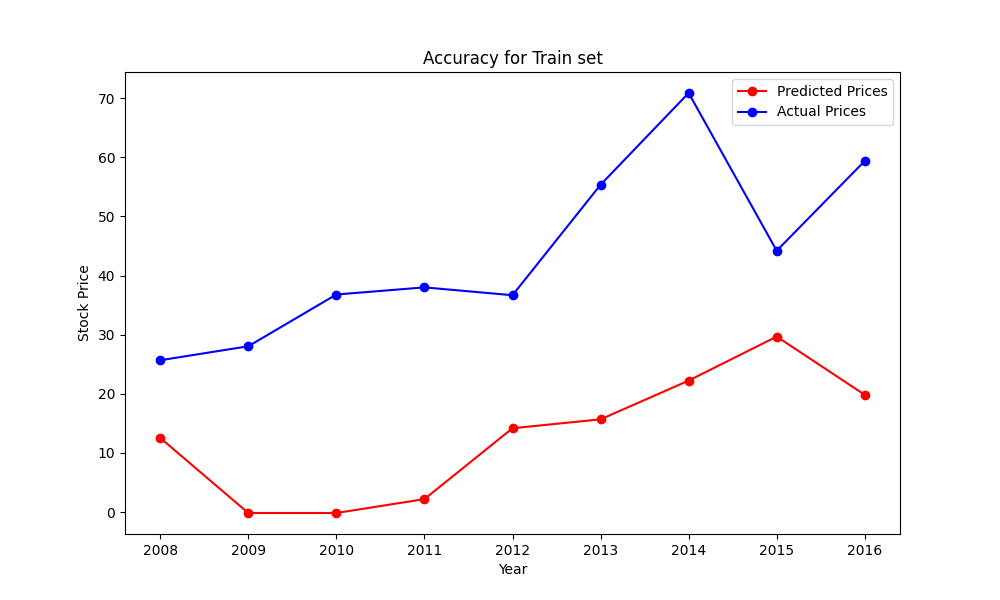 Accuracy for Train set
Predicted Prices
Actual Prices
Stock Price
70
60
50
40
30
20
10
0
2008 2009 2010 2011 2012 2013 2014 2015 2016
Year